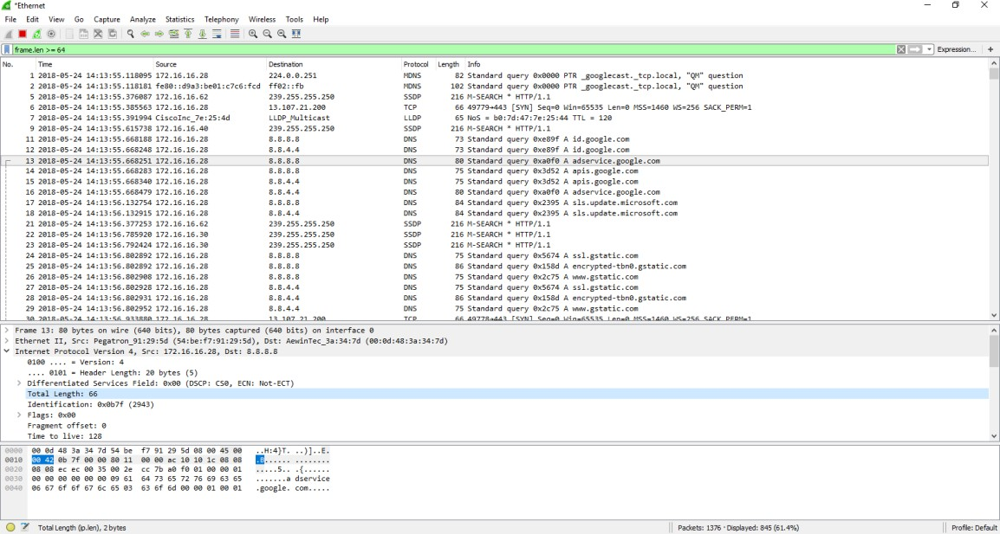 *Ethernet
File Edit View Go Capture Analyze Statistics Telephony Wireless Tools Help
frame.len >= 64 Expression... +
No. Time Source Destination Protocol Length Info
1 2018-05-24 14:13:55.118095 172.16.16.28 224.0.0.251 MDNS 82 Standard query 0x0000 PTR _googlecast._tcp.local, "QM" question
2 2018-05-24 14:13:55.118181 fe80::d9a3:be01:c7c6:fcd ff02::fb MDNS 102 Standard query 0x0000 PTR _googlecast._tcp.local, "QM" question
5 2018-05-24 14:13:55.376087 172.16.16.62 239.255.255.250 SSDP 216 M-SEARCH * HTTP/1.1
6 2018-05-24 14:13:55.385563 172.16.16.28 13.107.21.200 TCP 66 49779→443 [SYN] Seq=0 Win=65535 Len=0 MSS=1460 WS=256 SACK_PERM=1
7 2018-05-24 14:13:55.391994 CiscoInc_7e:25:4d LLDP_Multicast LLDP 65 NoS = b0:7d:47:7e:25:44 TTL = 120
9 2018-05-24 14:13:55.615738 172.16.16.40 239.255.255.250 SSDP 216 M-SEARCH * HTTP/1.1
11 2018-05-24 14:13:55.668188 172.16.16.28 8.8.8.8 DNS 73 Standard query 0xe89f A id.google.com
12 2018-05-24 14:13:55.668248 172.16.16.28 8.8.4.4 DNS 73 Standard query 0xe89f A id.google.com
13 2018-05-24 14:13:55.668251 172.16.16.28 8.8.8.8 DNS 80 Standard query 0xa0f0 A adservice.google.com
14 2018-05-24 14:13:55.668283 172.16.16.28 8.8.8.8 DNS 75 Standard query 0x3d52 A apis.google.com
15 2018-05-24 14:13:55.668340 172.16.16.28 8.8.4.4 DNS 75 Standard query 0x3d52 A apis.google.com
16 2018-05-24 14:13:55.668479 172.16.16.28 8.8.4.4 DNS 80 Standard query 0xa0f0 A adservice.google.com
17 2018-05-24 14:13:56.132754 172.16.16.28 8.8.8.8 DNS 84 Standard query 0x2395 A sls.update.microsoft.com
18 2018-05-24 14:13:56.132915 172.16.16.28 8.8.4.4 DNS 84 Standard query 0x2395 A sls.update.microsoft.com
21 2018-05-24 14:13:56.377253 172.16.16.62 239.255.255.250 SSDP 216 M-SEARCH * HTTP/1.1
22 2018-05-24 14:13:56.785920 172.16.16.30 239.255.255.250 SSDP 216 M-SEARCH * HTTP/1.1
23 2018-05-24 14:13:56.792424 172.16.16.30 239.255.255.250 SSDP 216 M-SEARCH * HTTP/1.1
24 2018-05-24 14:13:56.802892 172.16.16.28 8.8.8.8 DNS 75 Standard query 0x5674 A ssl.gstatic.com
25 2018-05-24 14:13:56.802892 172.16.16.28 8.8.8.8 DNS 86 Standard query 0x158d A encrypted-tbn0.gstatic.com
26 2018-05-24 14:13:56.802908 172.16.16.28 8.8.8.8 DNS 75 Standard query 0x2c75 A www.gstatic.com
27 2018-05-24 14:13:56.802928 172.16.16.28 8.8.4.4 DNS 75 Standard query 0x5674 A ssl.gstatic.com
28 2018-05-24 14:13:56.802931 172.16.16.28 8.8.4.4 DNS 86 Standard query 0x158d A encrypted-tbn0.gstatic.com
29 2018-05-24 14:13:56.802952 172.16.16.28 8.8.4.4 DNS 75 Standard query 0x2c75 A www.gstatic.com
30 2018-05-24 14:13:56.933880 172.16.16.28 13.107.21.200 TCP 66 49778→443 [SYN] Seq=0 Win=65535 Len=0 MSS=1460 WS=256 SACK_PERM=1
Frame 13: 80 bytes on wire (640 bits), 80 bytes captured (640 bits) on interface 0
Ethernet II, Src: Pegatron_91:29:5d (54:be:f7:91:29:5d), Dst: AewinTec_3a:34:7d (00:0d:48:3a:34:7d)
Internet Protocol Version 4, Src: 172.16.16.28, Dst: 8.8.8.8
0100 .... = Version: 4
.... 0101 = Header Length: 20 bytes (5)
Differentiated Services Field: 0x00 (DSCP: CS0, ECN: Not-ECT)
Total Length: 66
Identification: 0x0b7f (2943)
Flags: 0x00
Fragment offset: 0
Time to live: 128
0000 00 0d 48 3a 34 7d 54 be f7 91 29 5d 08 00 45 00 ..H:4}T. ..)]..E.
0010 00 42 0b 7f 00 00 80 11 00 00 ac 10 10 1c 08 08 .B...... ........
0020 08 08 ec ec 00 35 00 2e cc 7b a0 f0 01 00 00 01 .....5.. .{......
0030 00 00 00 00 00 00 09 61 64 73 65 72 76 69 63 65 .......a dservice
0040 06 67 6f 6f 67 6c 65 03 63 6f 6d 00 00 01 00 01 .google. com.....
Total Length (ip.len), 2 bytes Packets: 1376 · Displayed: 845 (61.4%) Profile: Default